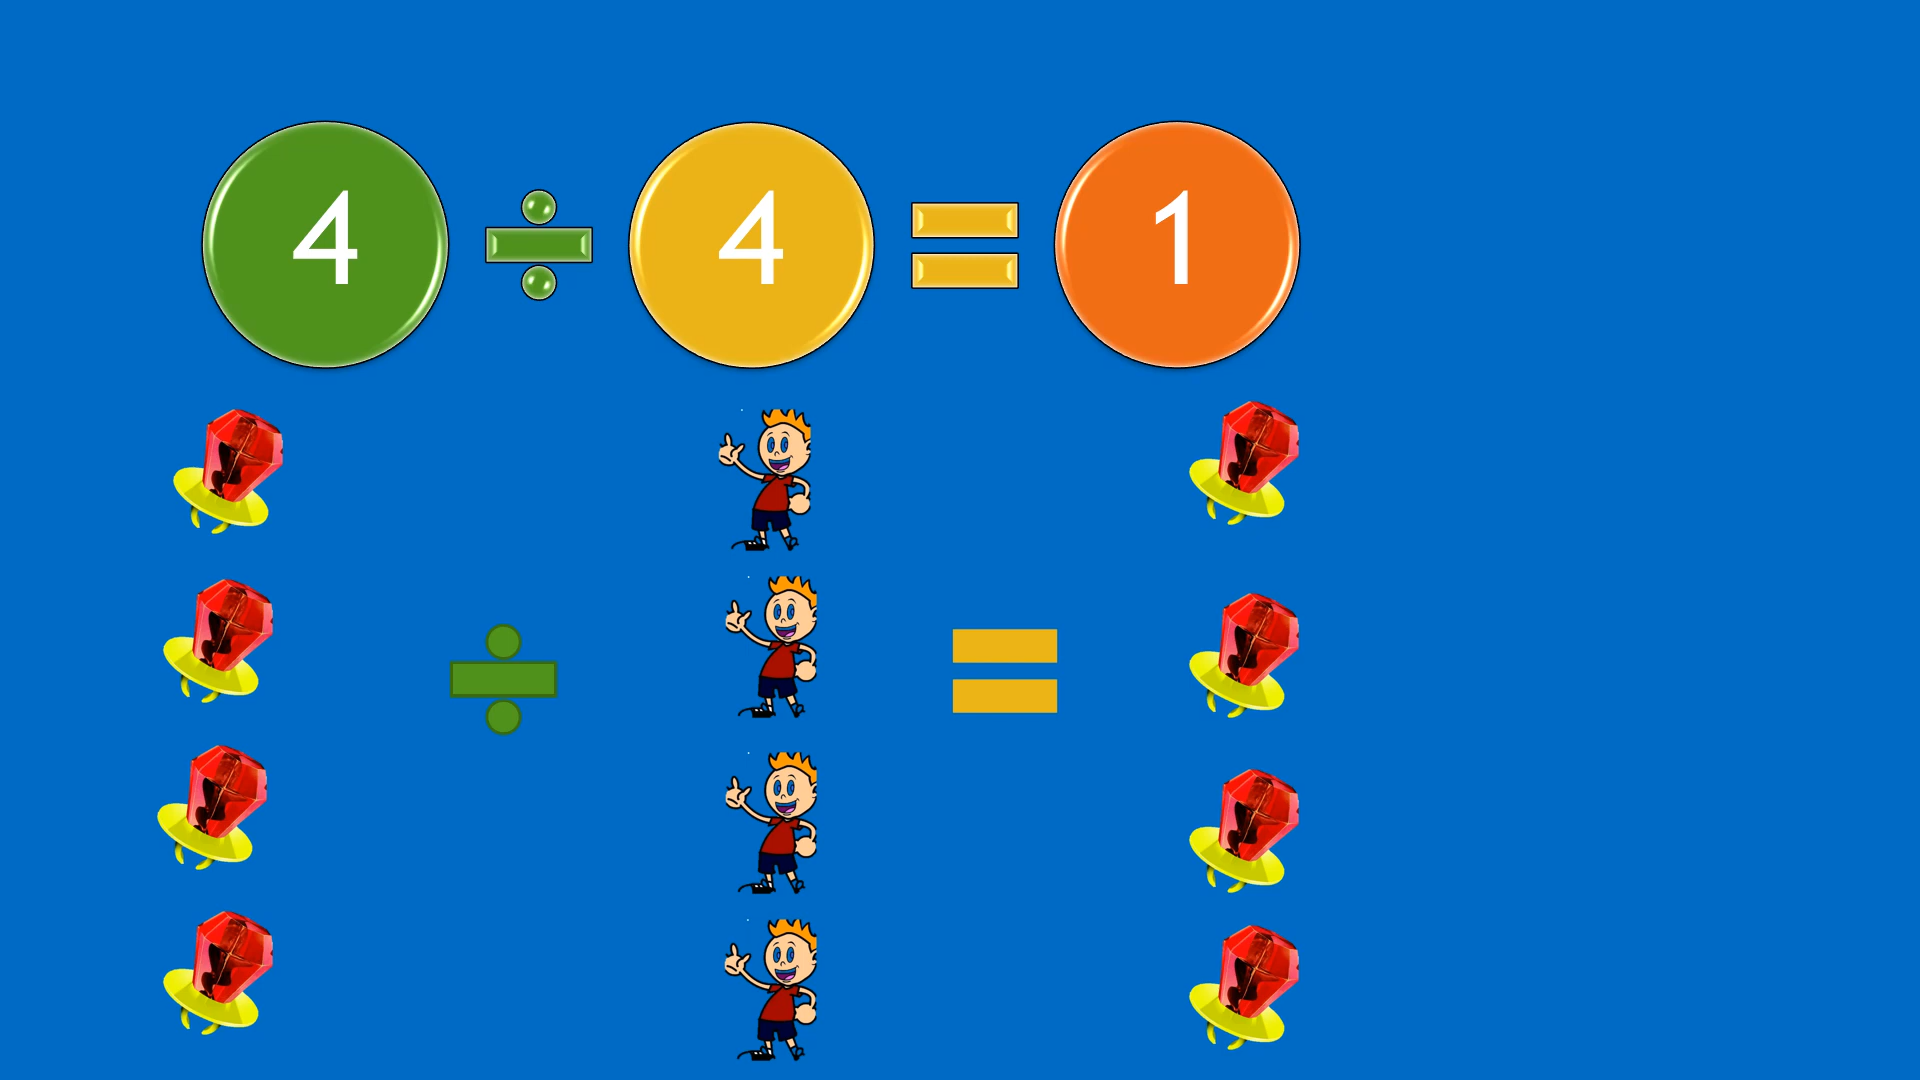 4 ÷ 4 = 1
÷ =